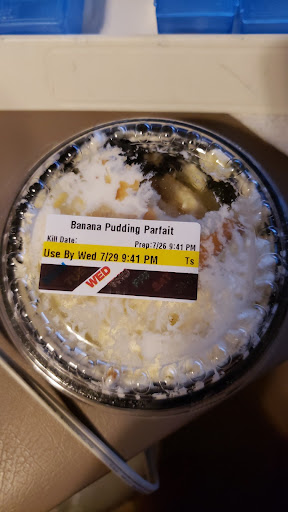 Banana Pudding Parfait
Kill Date: Prep:7/26 9:41 PM
Use By Wed 7/29 9:41 PM Ts
WED